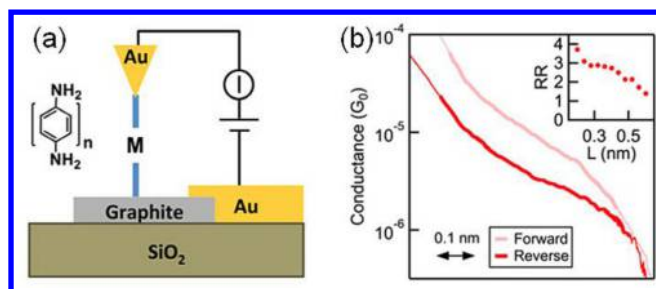 (a)
Au
NH₂
n
NH₂
M
I
Graphite
Au
SiO₂
(b)
10⁻⁴
10⁻⁵
10⁻⁶
Conductance (G₀)
0.1 nm
Forward
Reverse
4
3
2
1
0
RR
0.3 0.5
L (nm)